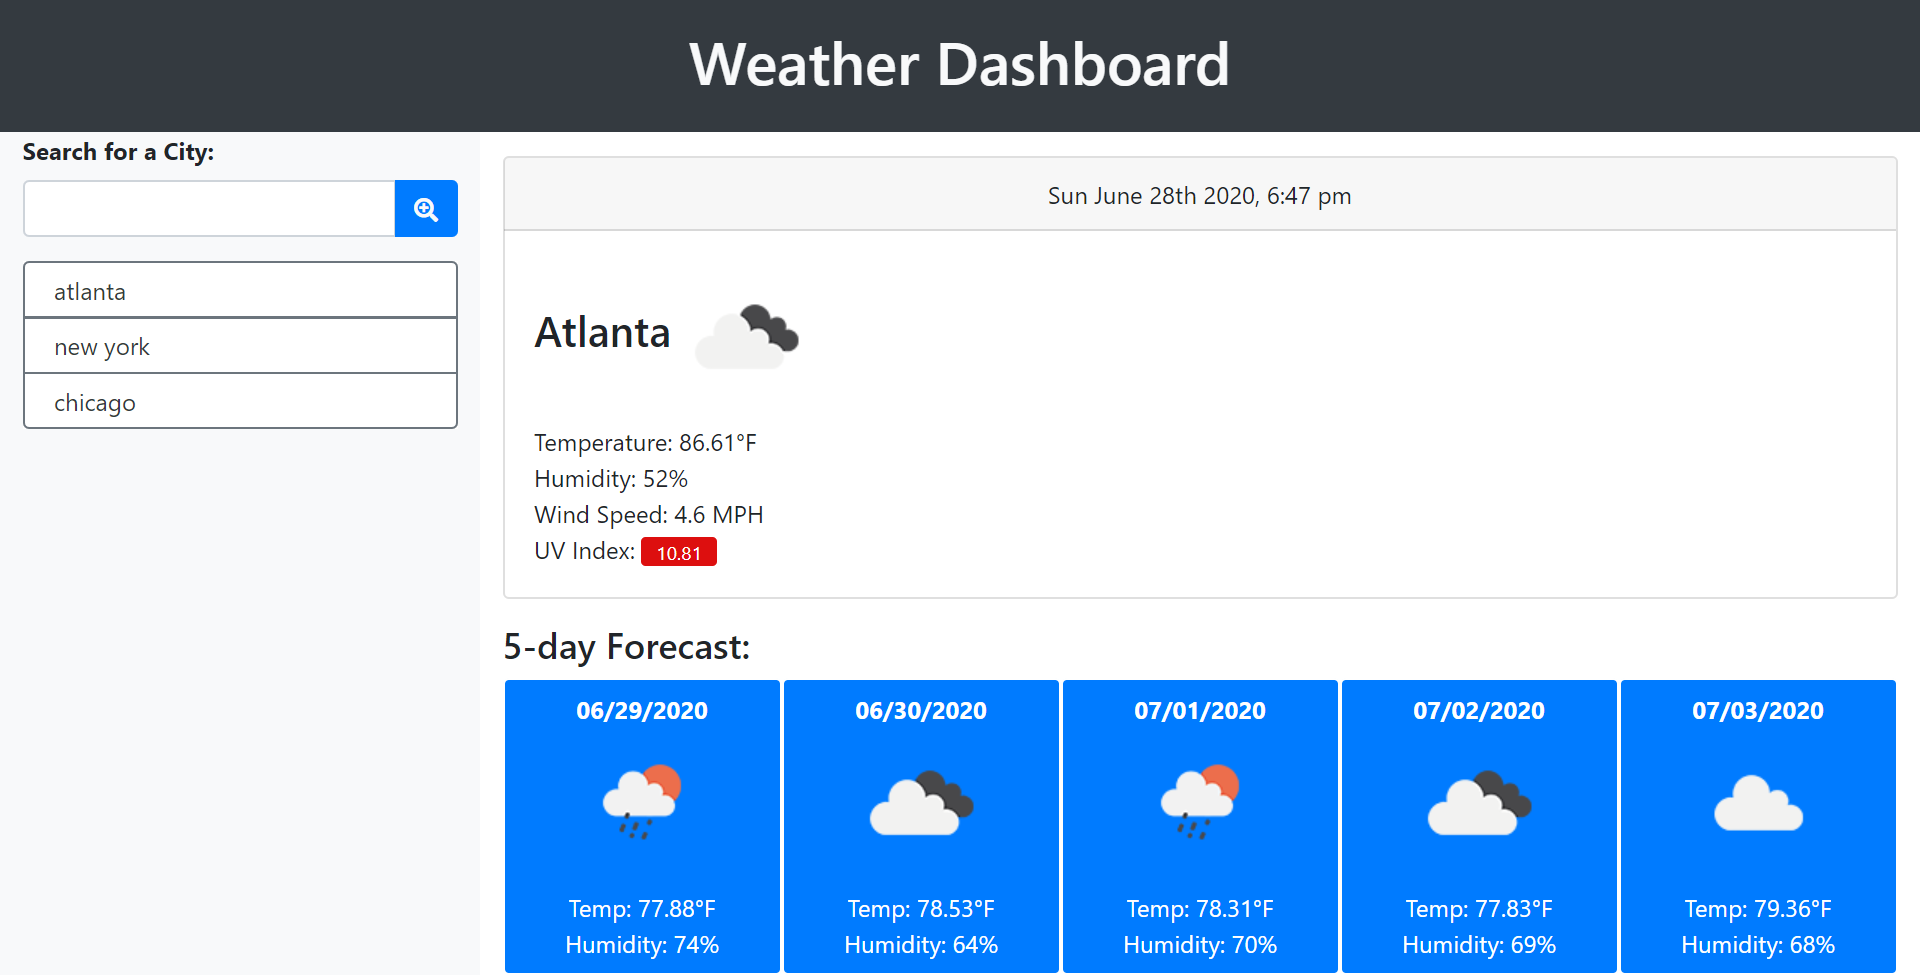 Weather Dashboard
Search for a City:
atlanta
new york
chicago
Sun June 28th 2020, 6:47 pm
Atlanta
Temperature: 86.61°F
Humidity: 52%
Wind Speed: 4.6 MPH
UV Index: 10.81
5-day Forecast:
06/29/2020
Temp: 77.88°F
Humidity: 74%
06/30/2020
Temp: 78.53°F
Humidity: 64%
07/01/2020
Temp: 78.31°F
Humidity: 70%
07/02/2020
Temp: 77.83°F
Humidity: 69%
07/03/2020
Temp: 79.36°F
Humidity: 68%